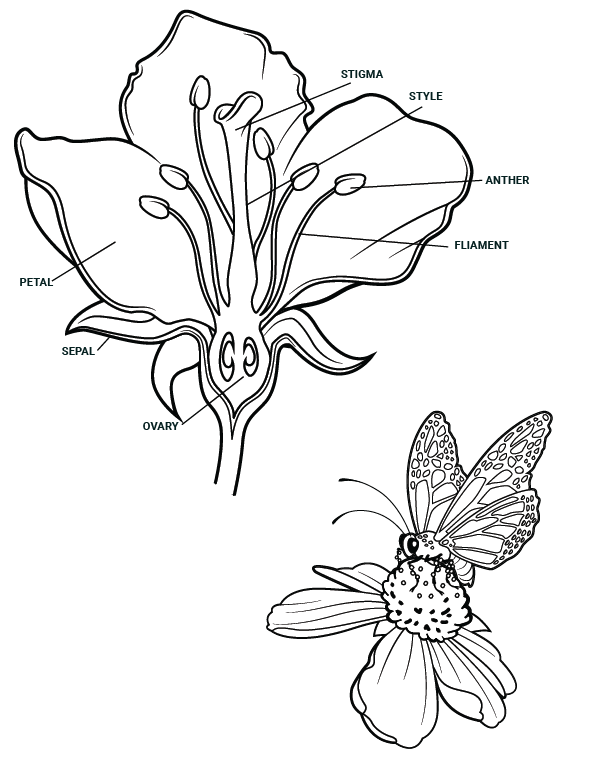 STIGMA
STYLE
ANTHER
FLIAMENT
PETAL
SEPAL
OVARY